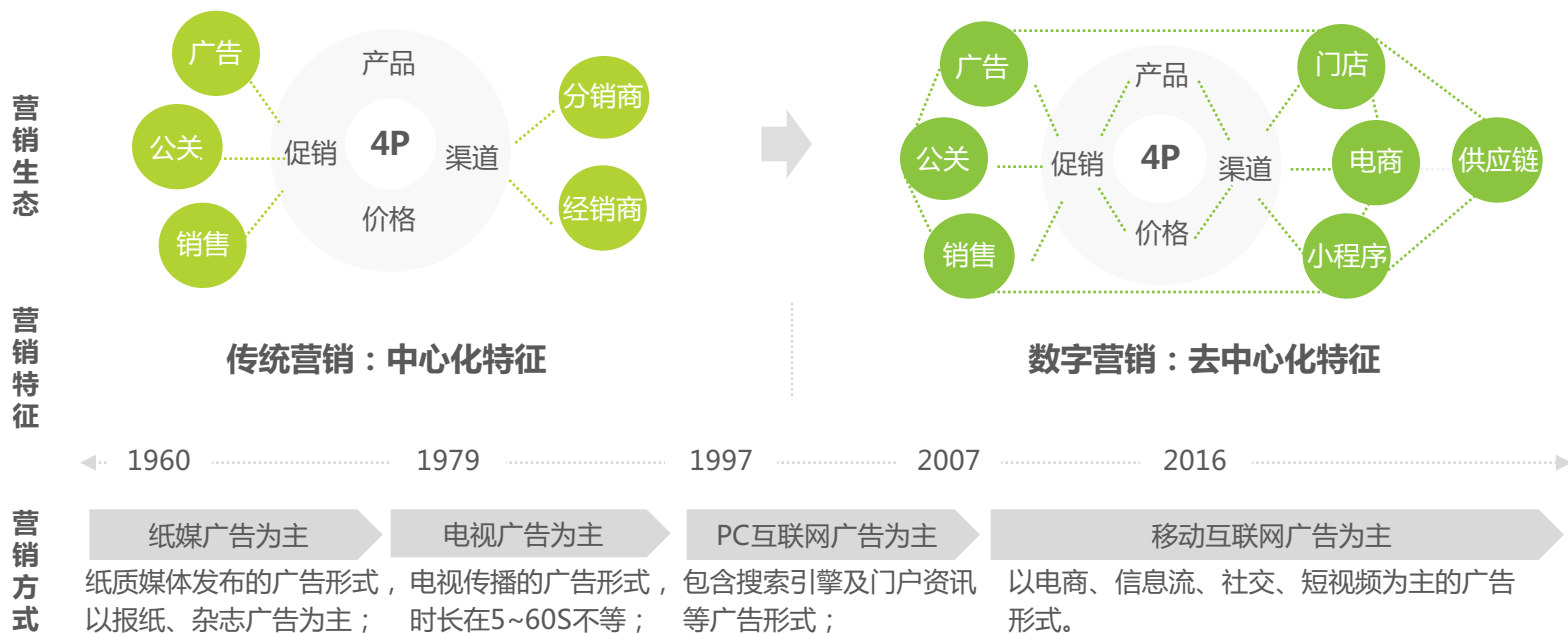 营销生态
广告
公关
销售
产品
促销
4P
渠道
价格
分销商
经销商
广告
公关
销售
产品
促销
4P
渠道
价格
门店
电商
小程序
供应链
营销特征
传统营销：中心化特征
数字营销：去中心化特征
1960
1979
1997
2007
2016
营销方式
纸媒广告为主
电视广告为主
PC互联网广告为主
移动互联网广告为主
纸质媒体发布的广告形式，
以报纸、杂志广告为主；
电视传播的广告形式，
时长在5~60S不等；
包含搜索引擎及门户资讯
等广告形式；
以电商、信息流、社交、短视频为主的广告
形式。